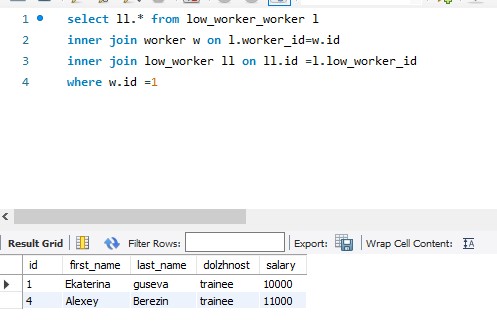 1 select ll.* from low_worker_worker l
2 inner join worker w on l.worker_id=w.id
3 inner join low_worker ll on ll.id =l.low_worker_id
4 where w.id =1
Result Grid Filter Rows: Export: Wrap Cell Content: IA
id first_name last_name dolzhnost salary
1 Ekaterina guseva trainee 10000
4 Alexey Berezin trainee 11000